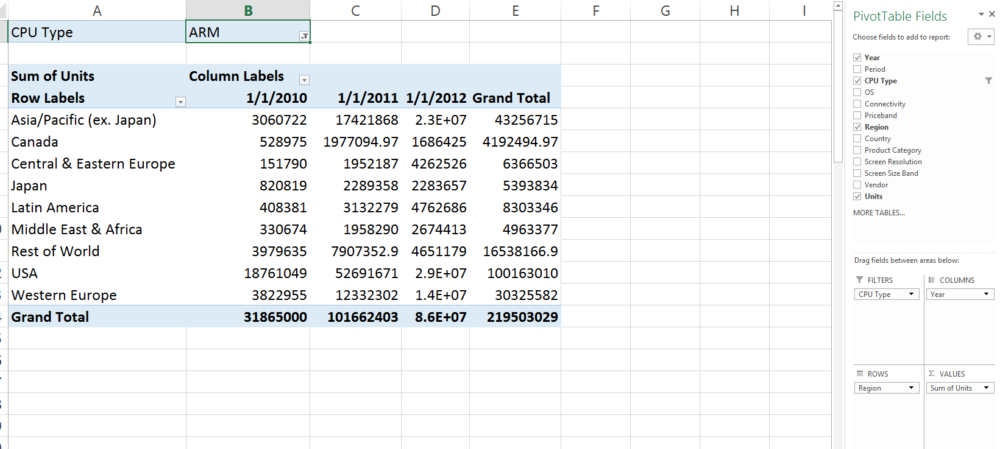 A B C D E F G H I
CPU Type ARM
Sum of Units Column Labels
Row Labels 1/1/2010 1/1/2011 1/1/2012 Grand Total
Asia/Pacific (ex. Japan) 3060722 17421868 2.3E+07 43256715
Canada 528975 1977094.97 1686425 4192494.97
Central & Eastern Europe 151790 1952187 4262526 6366503
Japan 820819 2289358 2283657 5393834
Latin America 408381 3132279 4762686 8303346
Middle East & Africa 330674 1958290 2674413 4963377
Rest of World 3979635 7907352.9 4651179 16538166.9
USA 18761049 52691671 2.9E+07 100163010
Western Europe 3822955 12332302 1.4E+07 30325582
Grand Total 31865000 101662403 8.6E+07 219503029
PivotTable Fields
Choose fields to add to report:
Year
Period
CPU Type
OS
Connectivity
Priceband
Region
Country
Product Category
Screen Resolution
Screen Size Band
Vendor
Units
MORE TABLES...
Drag fields between areas below:
FILTERS COLUMNS
CPU Type Year
ROWS Σ VALUES
Region Sum of Units